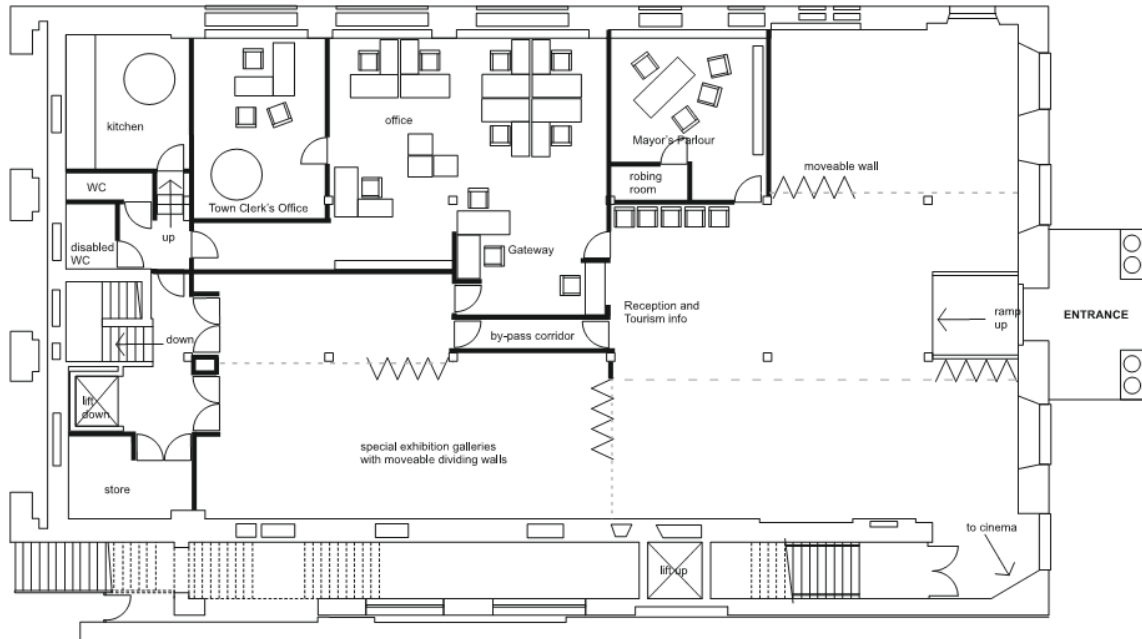 kitchen
office
Mayor's Parlour
moveable wall
WC
robing
room
Town Clerk's Office
up
disabled
WC
Gateway
Reception and
Tourism info
ramp
up
ENTRANCE
down
by-pass corridor
lift
down
special exhibition galleries
with moveable dividing walls
store
to cinema
lift up